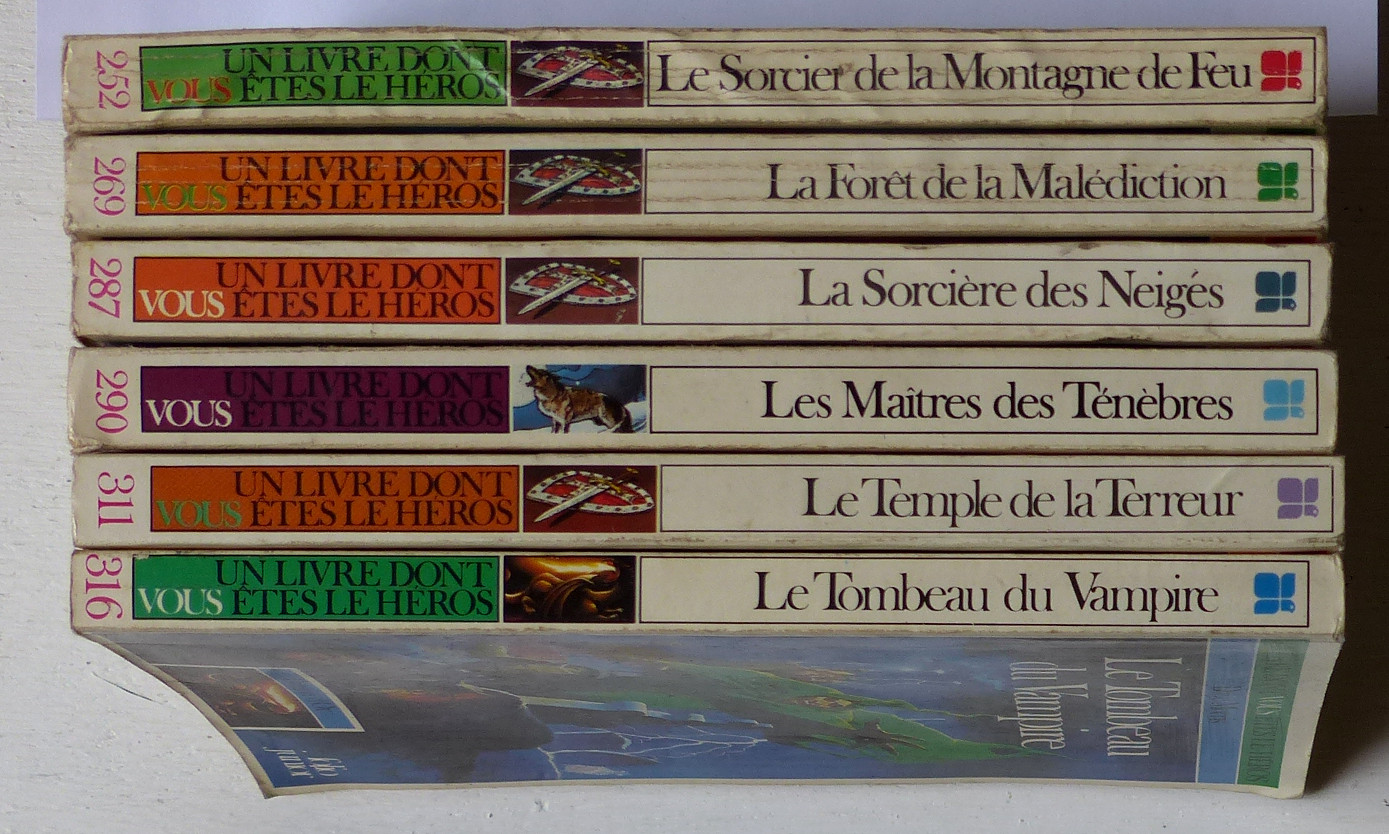 252
UN LIVRE DONT
VOUS ÊTES LE HÉROS
Le Sorcier de la Montagne de Feu
269
UN LIVRE DONT
VOUS ÊTES LE HÉROS
La Forêt de la Malédiction
287
UN LIVRE DONT
VOUS ÊTES LE HÉROS
La Sorcière des Neigés
290
UN LIVRE DONT
VOUS ÊTES LE HÉROS
Les Maîtres des Ténèbres
311
UN LIVRE DONT
VOUS ÊTES LE HÉROS
Le Temple de la Terreur
316
UN LIVRE DONT
VOUS ÊTES LE HÉROS
Le Tombeau du Vampire
Le Tombeau
du Vampire
folio
junior